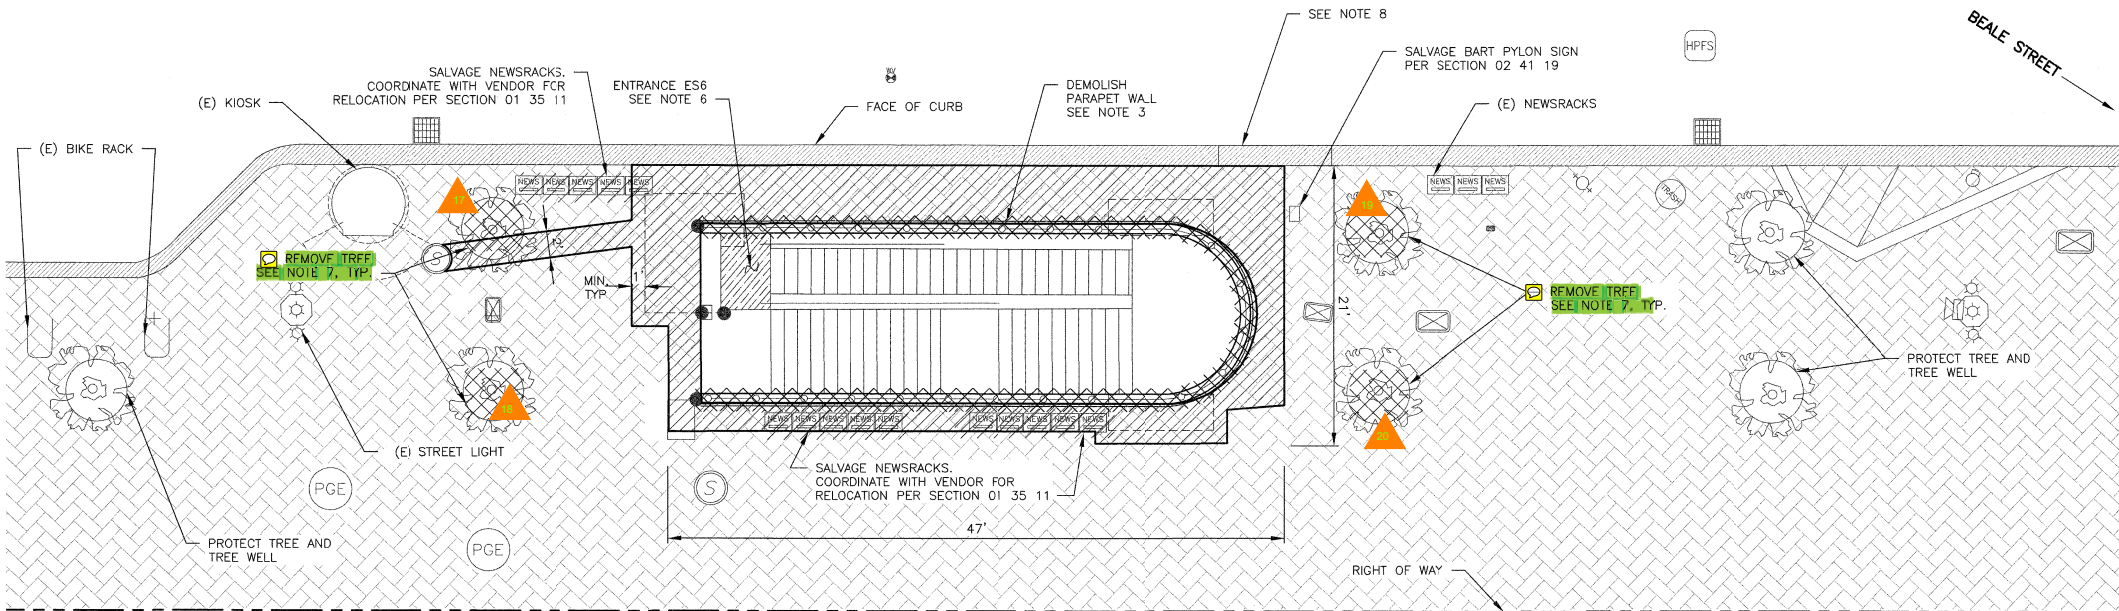 SEE NOTE 8
BEALE STREET
HPFS
SALVAGE BART PYLON SIGN
PER SECTION 02 41 19
SALVAGE NEWSRACKS.
COORDINATE WITH VENDOR FOR
RELOCATION PER SECTION 01 35 11
ENTRANCE ES6
SEE NOTE 6
WV
DEMOLISH
PARAPET WALL
SEE NOTE 3
(E) KIOSK
FACE OF CURB
(E) NEWSRACKS
(E) BIKE RACK
NEWS NEWS NEWS NEWS NEWS
NEWS NEWS NEWS
TRASH
17
19
2'
S
REMOVE TREE
SEE NOTE 7, TYP.
1'
MIN.
TYP
21'
REMOVE TREE
SEE NOTE 7, TYP.
PROTECT TREE AND
TREE WELL
18
20
NEWS NEWS NEWS NEWS NEWS
NEWS NEWS NEWS NEWS NEWS
(E) STREET LIGHT
SALVAGE NEWSRACKS.
COORDINATE WITH VENDOR FOR
RELOCATION PER SECTION 01 35 11
PGE
S
47'
PROTECT TREE AND
TREE WELL
PGE
RIGHT OF WAY